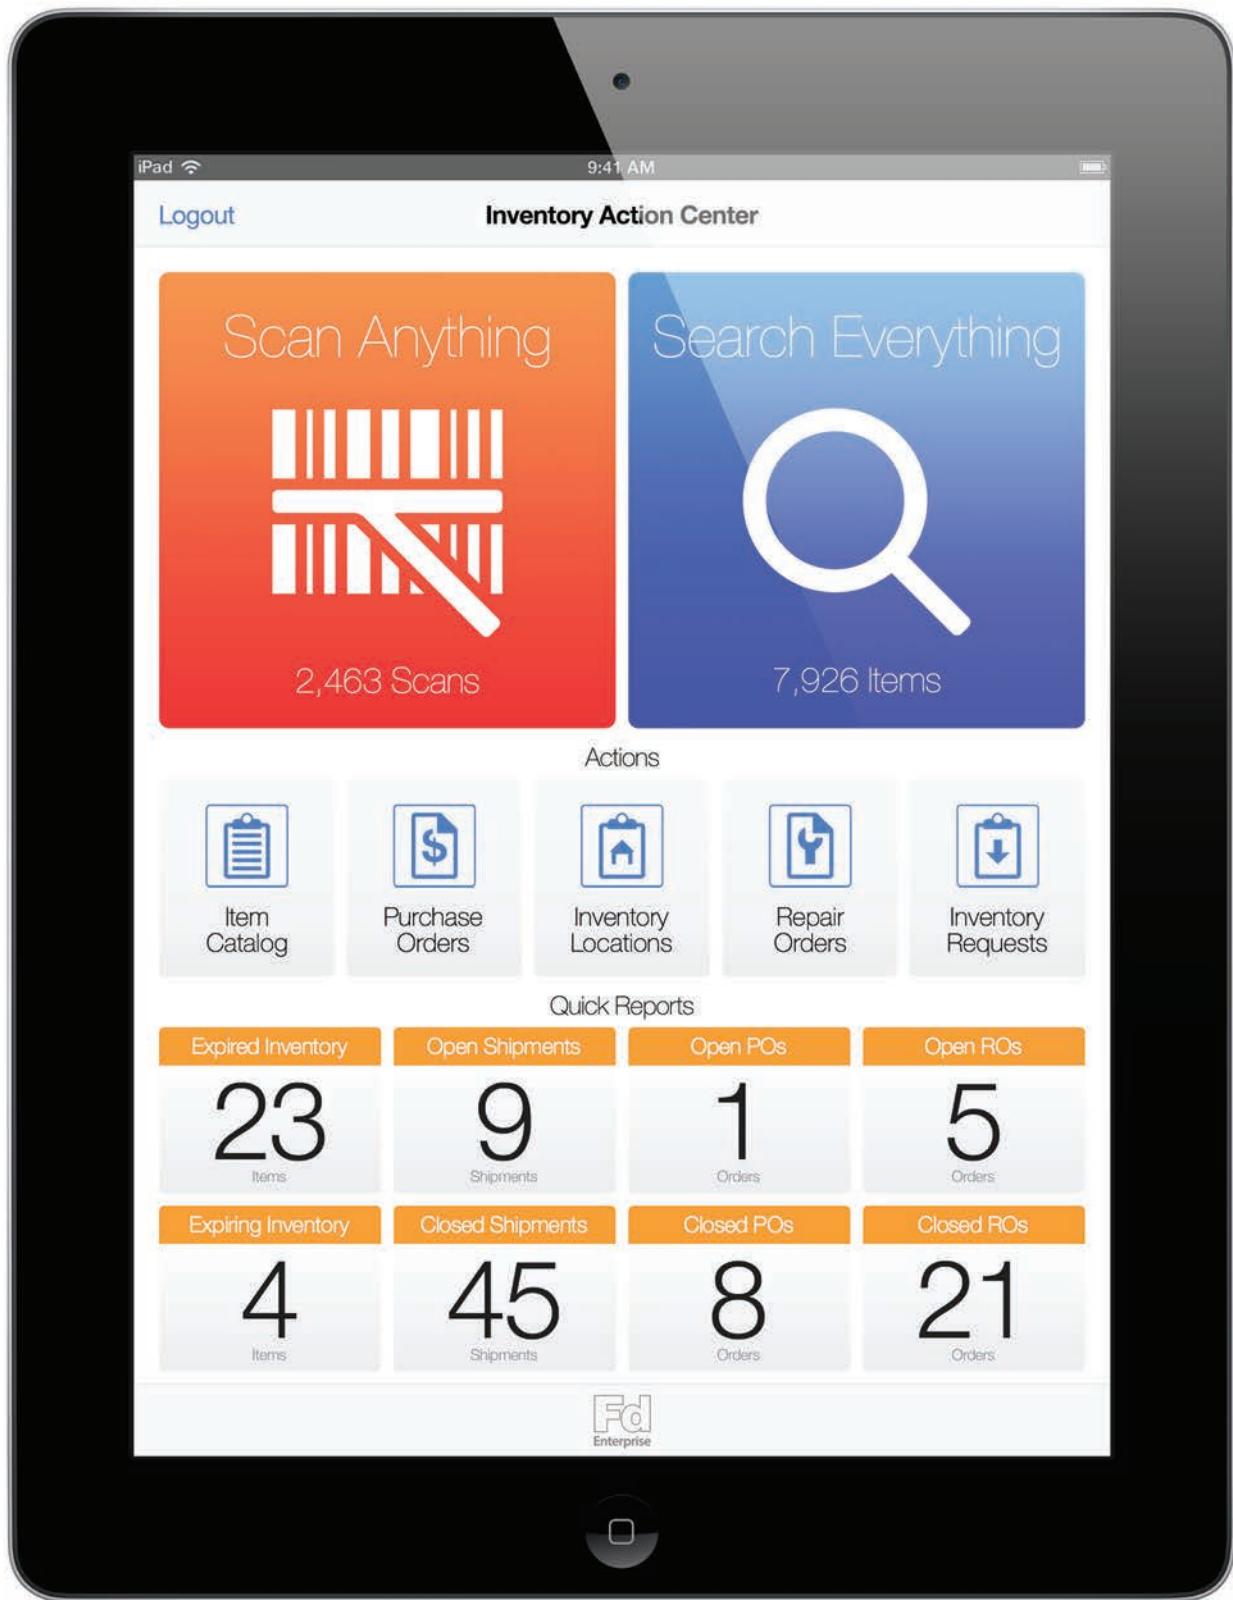 iPad
9:41 AM
Logout
Inventory Action Center
Scan Anything
Search Everything
2,463 Scans
7,926 Items
Actions
Item
Catalog
Purchase
Orders
Inventory
Locations
Repair
Orders
Inventory
Requests
Quick Reports
Expired Inventory
Open Shipments
Open POs
Open ROs
23
9
1
5
Items
Shipments
Orders
Orders
Expiring Inventory
Closed Shipments
Closed POs
Closed ROs
4
45
8
21
Items
Shipments
Orders
Orders
Fd
Enterprise